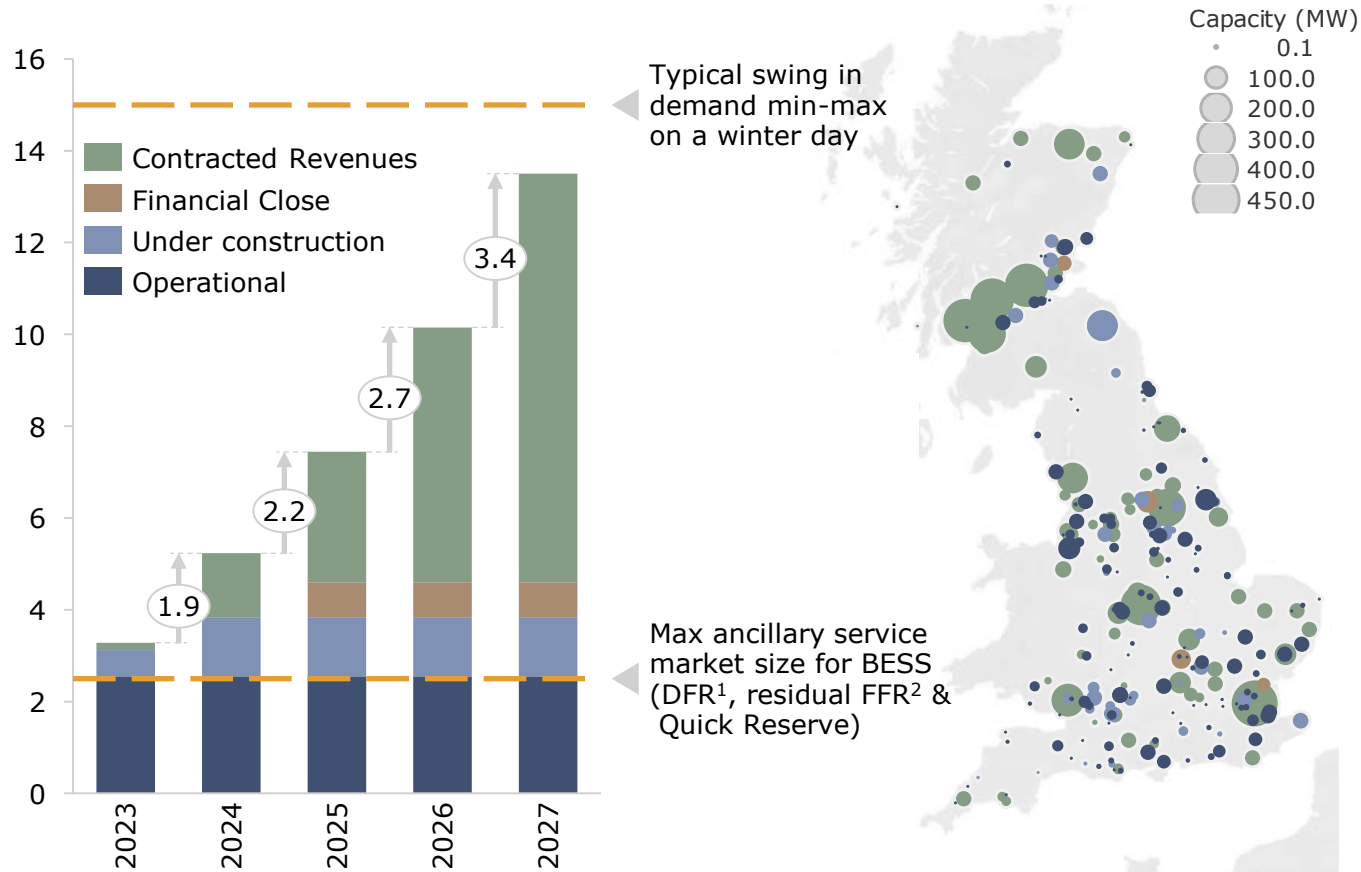 16
14
12
10
8
6
4
2
0
Contracted Revenues
Financial Close
Under construction
Operational
1.9
2.2
2.7
3.4
2023
2024
2025
2026
2027
Typical swing in
demand min-max
on a winter day
Max ancillary service
market size for BESS
(DFR¹, residual FFR² &
Quick Reserve)
Capacity (MW)
0.1
100.0
200.0
300.0
400.0
450.0